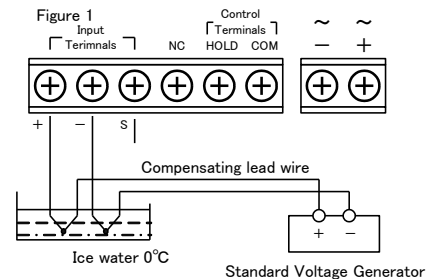 Figure 1
Input
Terimnals
NC
Control
Terminals
HOLD COM
~ ~
− +
+ − S
Compensating lead wire
+ −
Ice water 0°C
Standard Voltage Generator